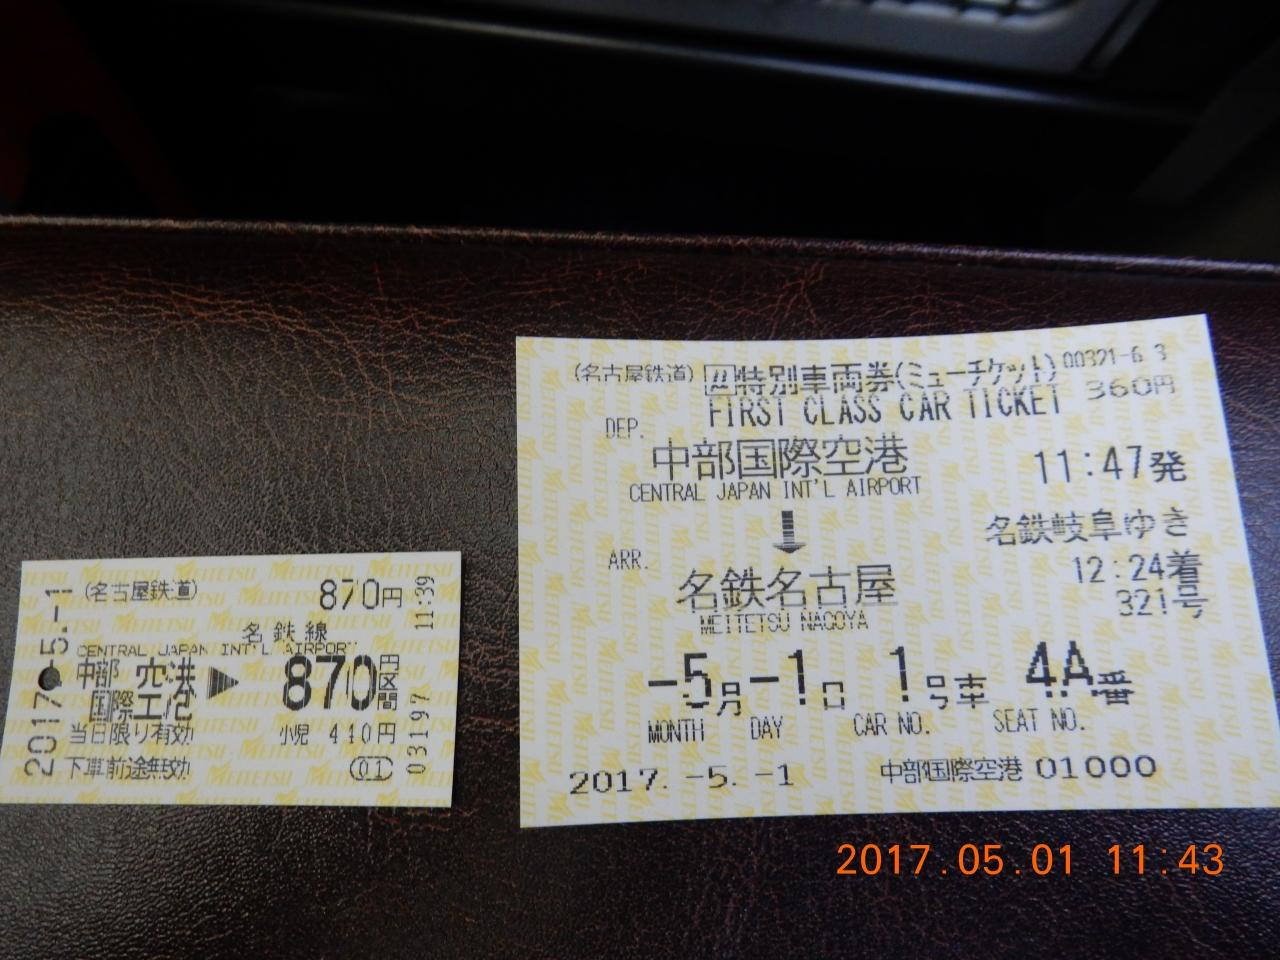 (名古屋鉄道)
870円
11:39
名鉄線
CENTRAL JAPAN INT'L AIRPORT
中部国際空港 ▶ 870円区間
当日限り有効
小児 410円
下車前途無効
(01)
03197
2017.-5.-1
(名古屋鉄道) μ特別車両券(ミューチケット) 00321-6.3
FIRST CLASS CAR TICKET 360円
DEP.
中部国際空港 11:47発
CENTRAL JAPAN INT'L AIRPORT
↓
名鉄岐阜ゆき
ARR.
12:24着
名鉄名古屋
321号
MEITETSU NAGOYA
-5月-1日 1号車 4A番
MONTH DAY CAR NO. SEAT NO.
2017.-5.-1 中部国際空港 01000
2017.05.01 11:43